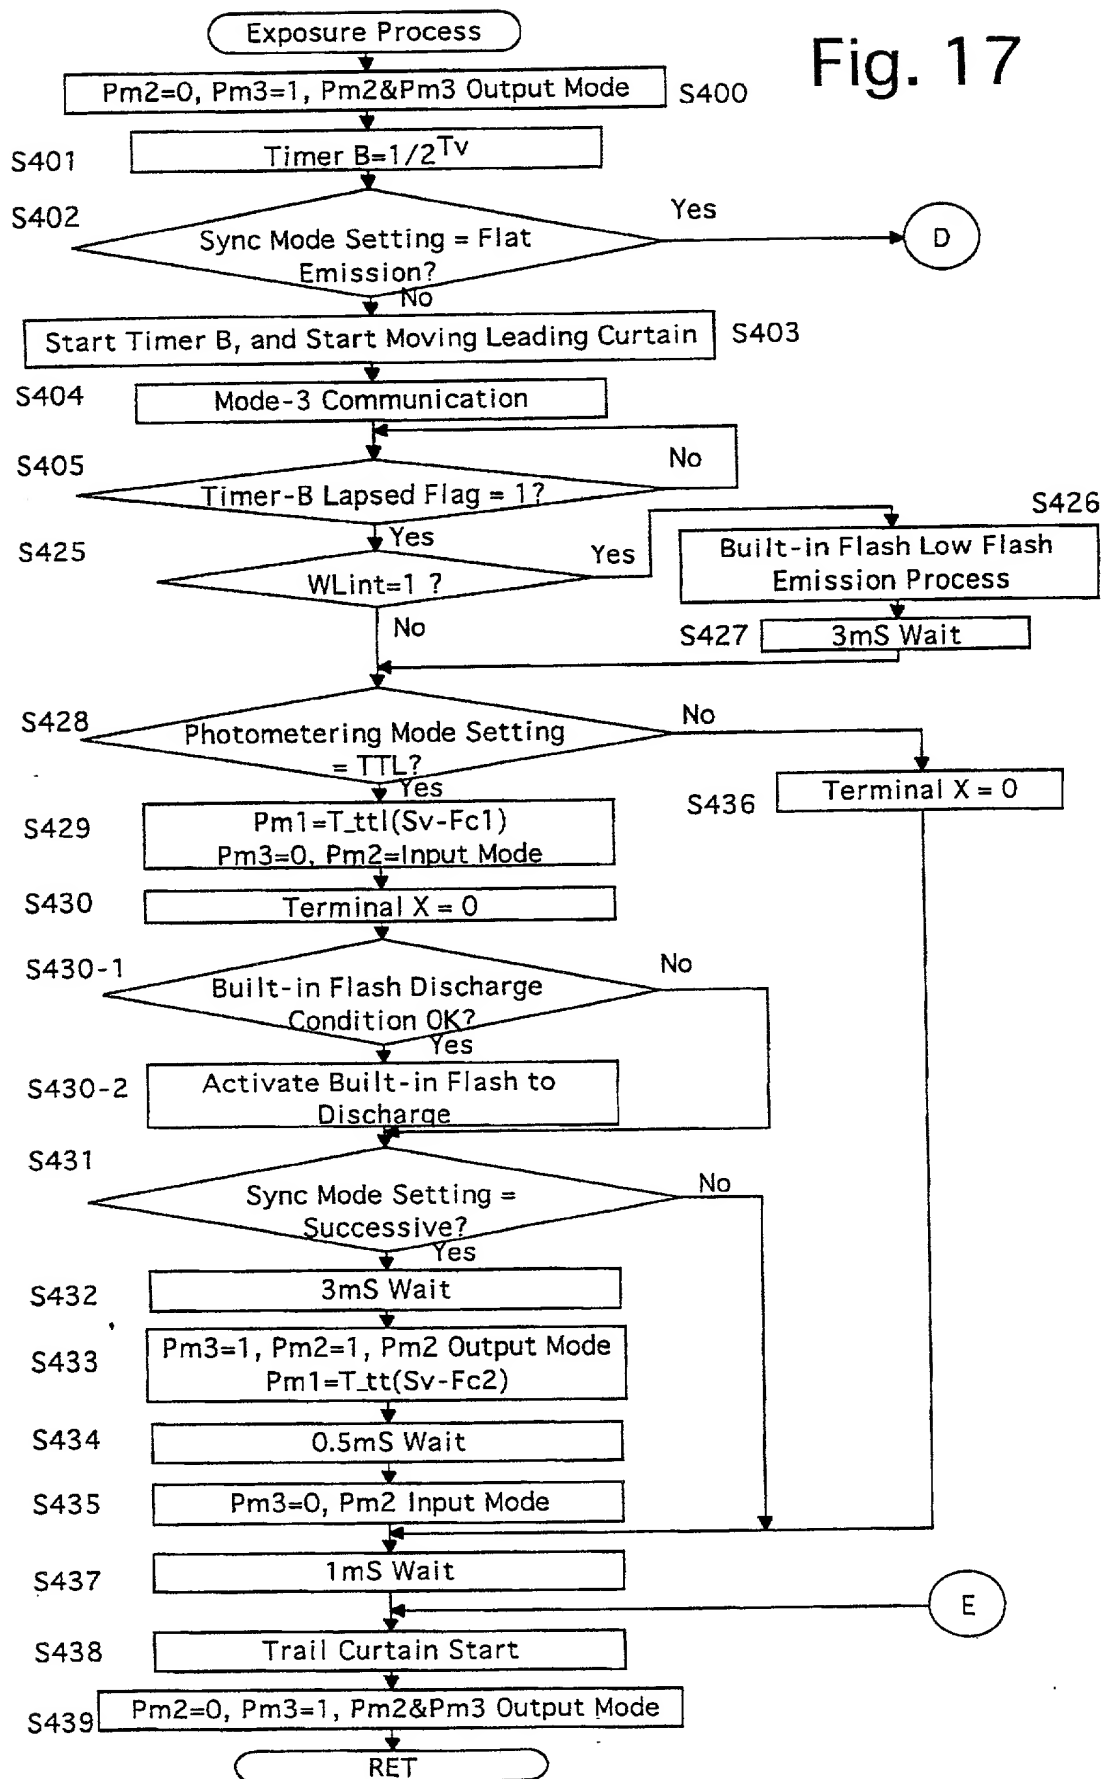 Exposure Process
Fig. 17
Pm2=0, Pm3=1, Pm2&Pm3 Output Mode
S400
S401
Timer B=1/2^Tv
S402
Sync Mode Setting = Flat
Emission?
Yes
D
No
Start Timer B, and Start Moving Leading Curtain
S403
S404
Mode-3 Communication
S405
Timer-B Lapsed Flag = 1?
No
Yes
S425
WLint=1 ?
Yes
No
S426
Built-in Flash Low Flash
Emission Process
S427
3mS Wait
S428
Photometering Mode Setting
= TTL?
No
Yes
S436
Terminal X = 0
S429
Pm1=T_ttl(Sv-Fc1)
Pm3=0, Pm2=Input Mode
S430
Terminal X = 0
S430-1
Built-in Flash Discharge
Condition OK?
No
Yes
S430-2
Activate Built-in Flash to
Discharge
S431
Sync Mode Setting =
Successive?
No
Yes
S432
3mS Wait
S433
Pm3=1, Pm2=1, Pm2 Output Mode
Pm1=T_tt(Sv-Fc2)
S434
0.5mS Wait
S435
Pm3=0, Pm2 Input Mode
S437
1mS Wait
E
S438
Trail Curtain Start
S439
Pm2=0, Pm3=1, Pm2&Pm3 Output Mode
RET